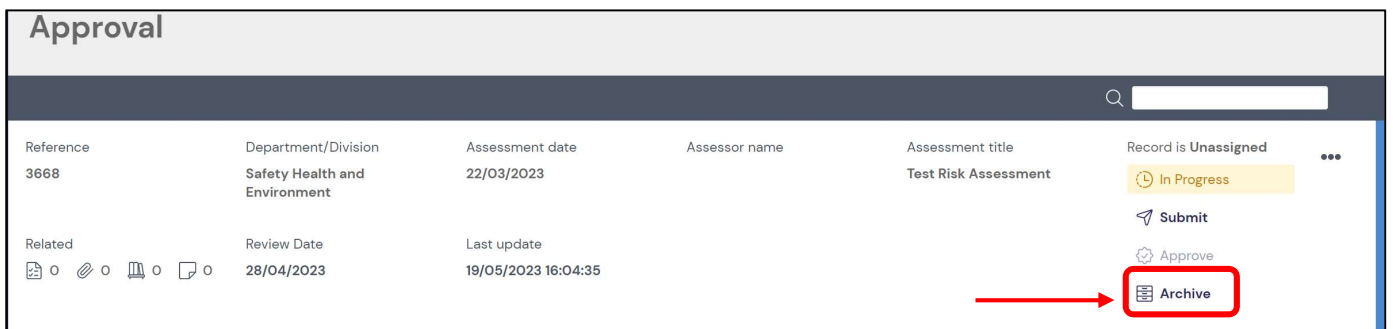 Approval
Reference
3668
Department/Division
Safety Health and
Environment
Assessment date
22/03/2023
Assessor name
Assessment title
Test Risk Assessment
Record is Unassigned
In Progress
Submit
Approve
Archive
Related
0 0 0 0
Review Date
28/04/2023
Last update
19/05/2023 16:04:35